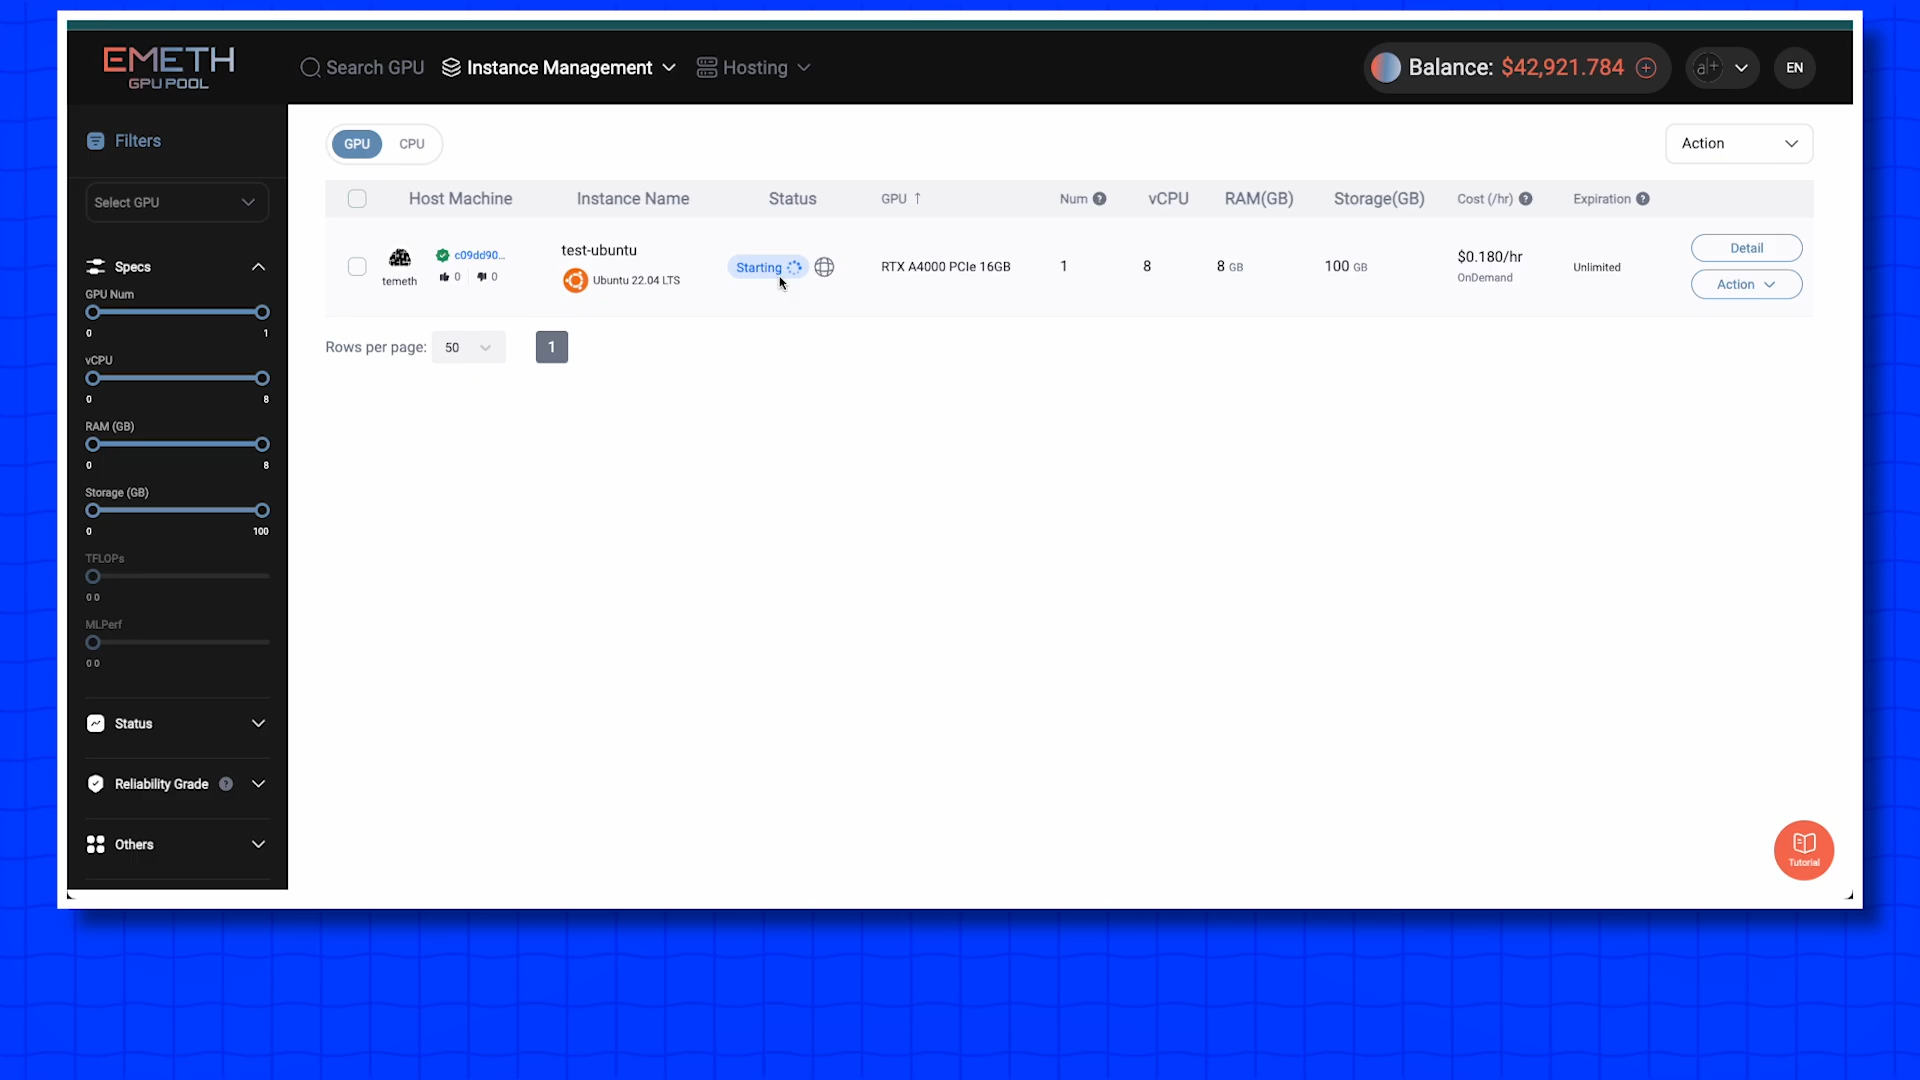 EMETH
GPU POOL
Search GPU
Instance Management
Hosting
Balance: $42,921.784
a|+
EN
Filters
Select GPU
Specs
GPU Num
0 1
vCPU
0 8
RAM (GB)
0 8
Storage (GB)
0 100
TFLOPs
0 0
MLPerf
0 0
Status
Reliability Grade ?
Others
GPU CPU
Action
Host Machine Instance Name Status GPU ↑ Num ? vCPU RAM(GB) Storage(GB) Cost (/hr) ? Expiration ?
temeth
c09dd90...
0 0
test-ubuntu
Ubuntu 22.04 LTS
Starting
RTX A4000 PCIe 16GB
1
8
8 GB
100 GB
$0.180/hr
OnDemand
Unlimited
Detail
Action
Rows per page: 50 1
Tutorial